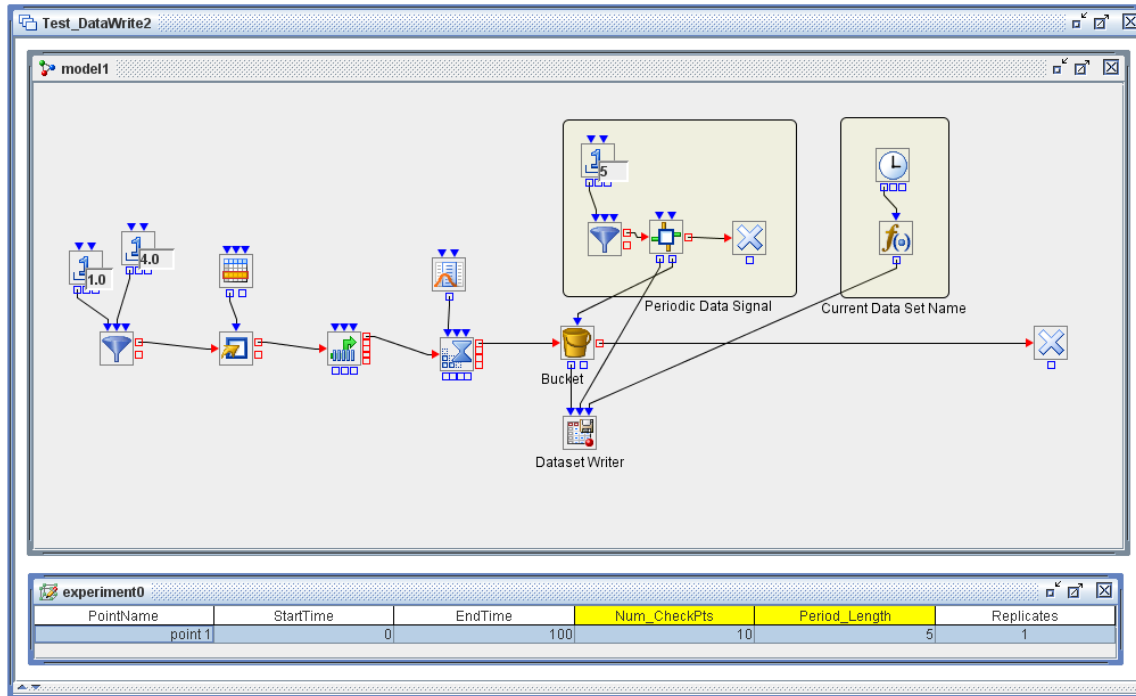 Test_DataWrite2
model1
5
4.0
1.0
Periodic Data Signal
Current Data Set Name
f(o)
Bucket
Dataset Writer
experiment0
PointName StartTime EndTime Num_CheckPts Period_Length Replicates
point 1 0 100 10 5 1